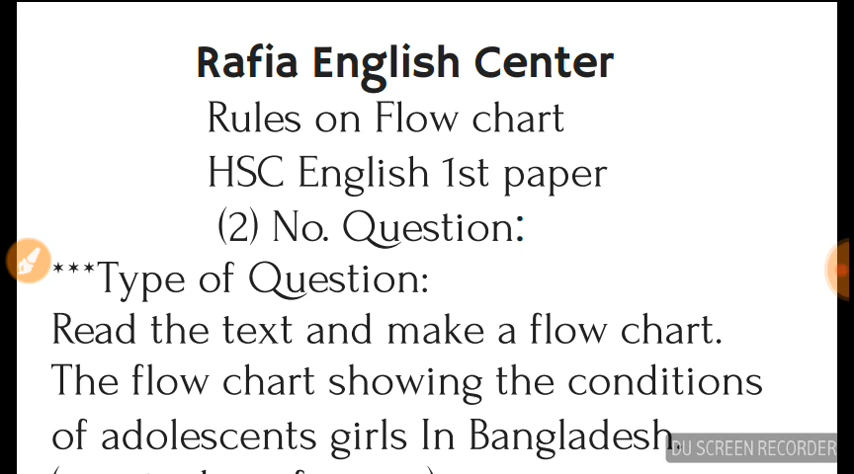 Rafia English Center
Rules on Flow chart
HSC English 1st paper
(2) No. Question:
***Type of Question:
Read the text and make a flow chart.
The flow chart showing the conditions
of adolescents girls In Bangladesh.
DU SCREEN RECORDER